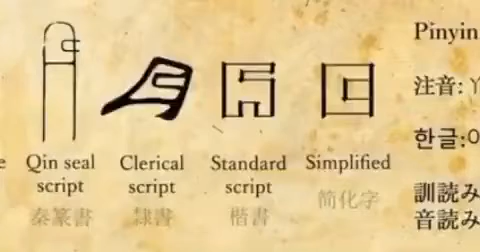 Qin seal
script
秦篆書
Clerical
script
隸書
Standard
script
楷書
Simplified
简化字
Pinyin
注音: ㄚ
한글:
訓読み
音読み